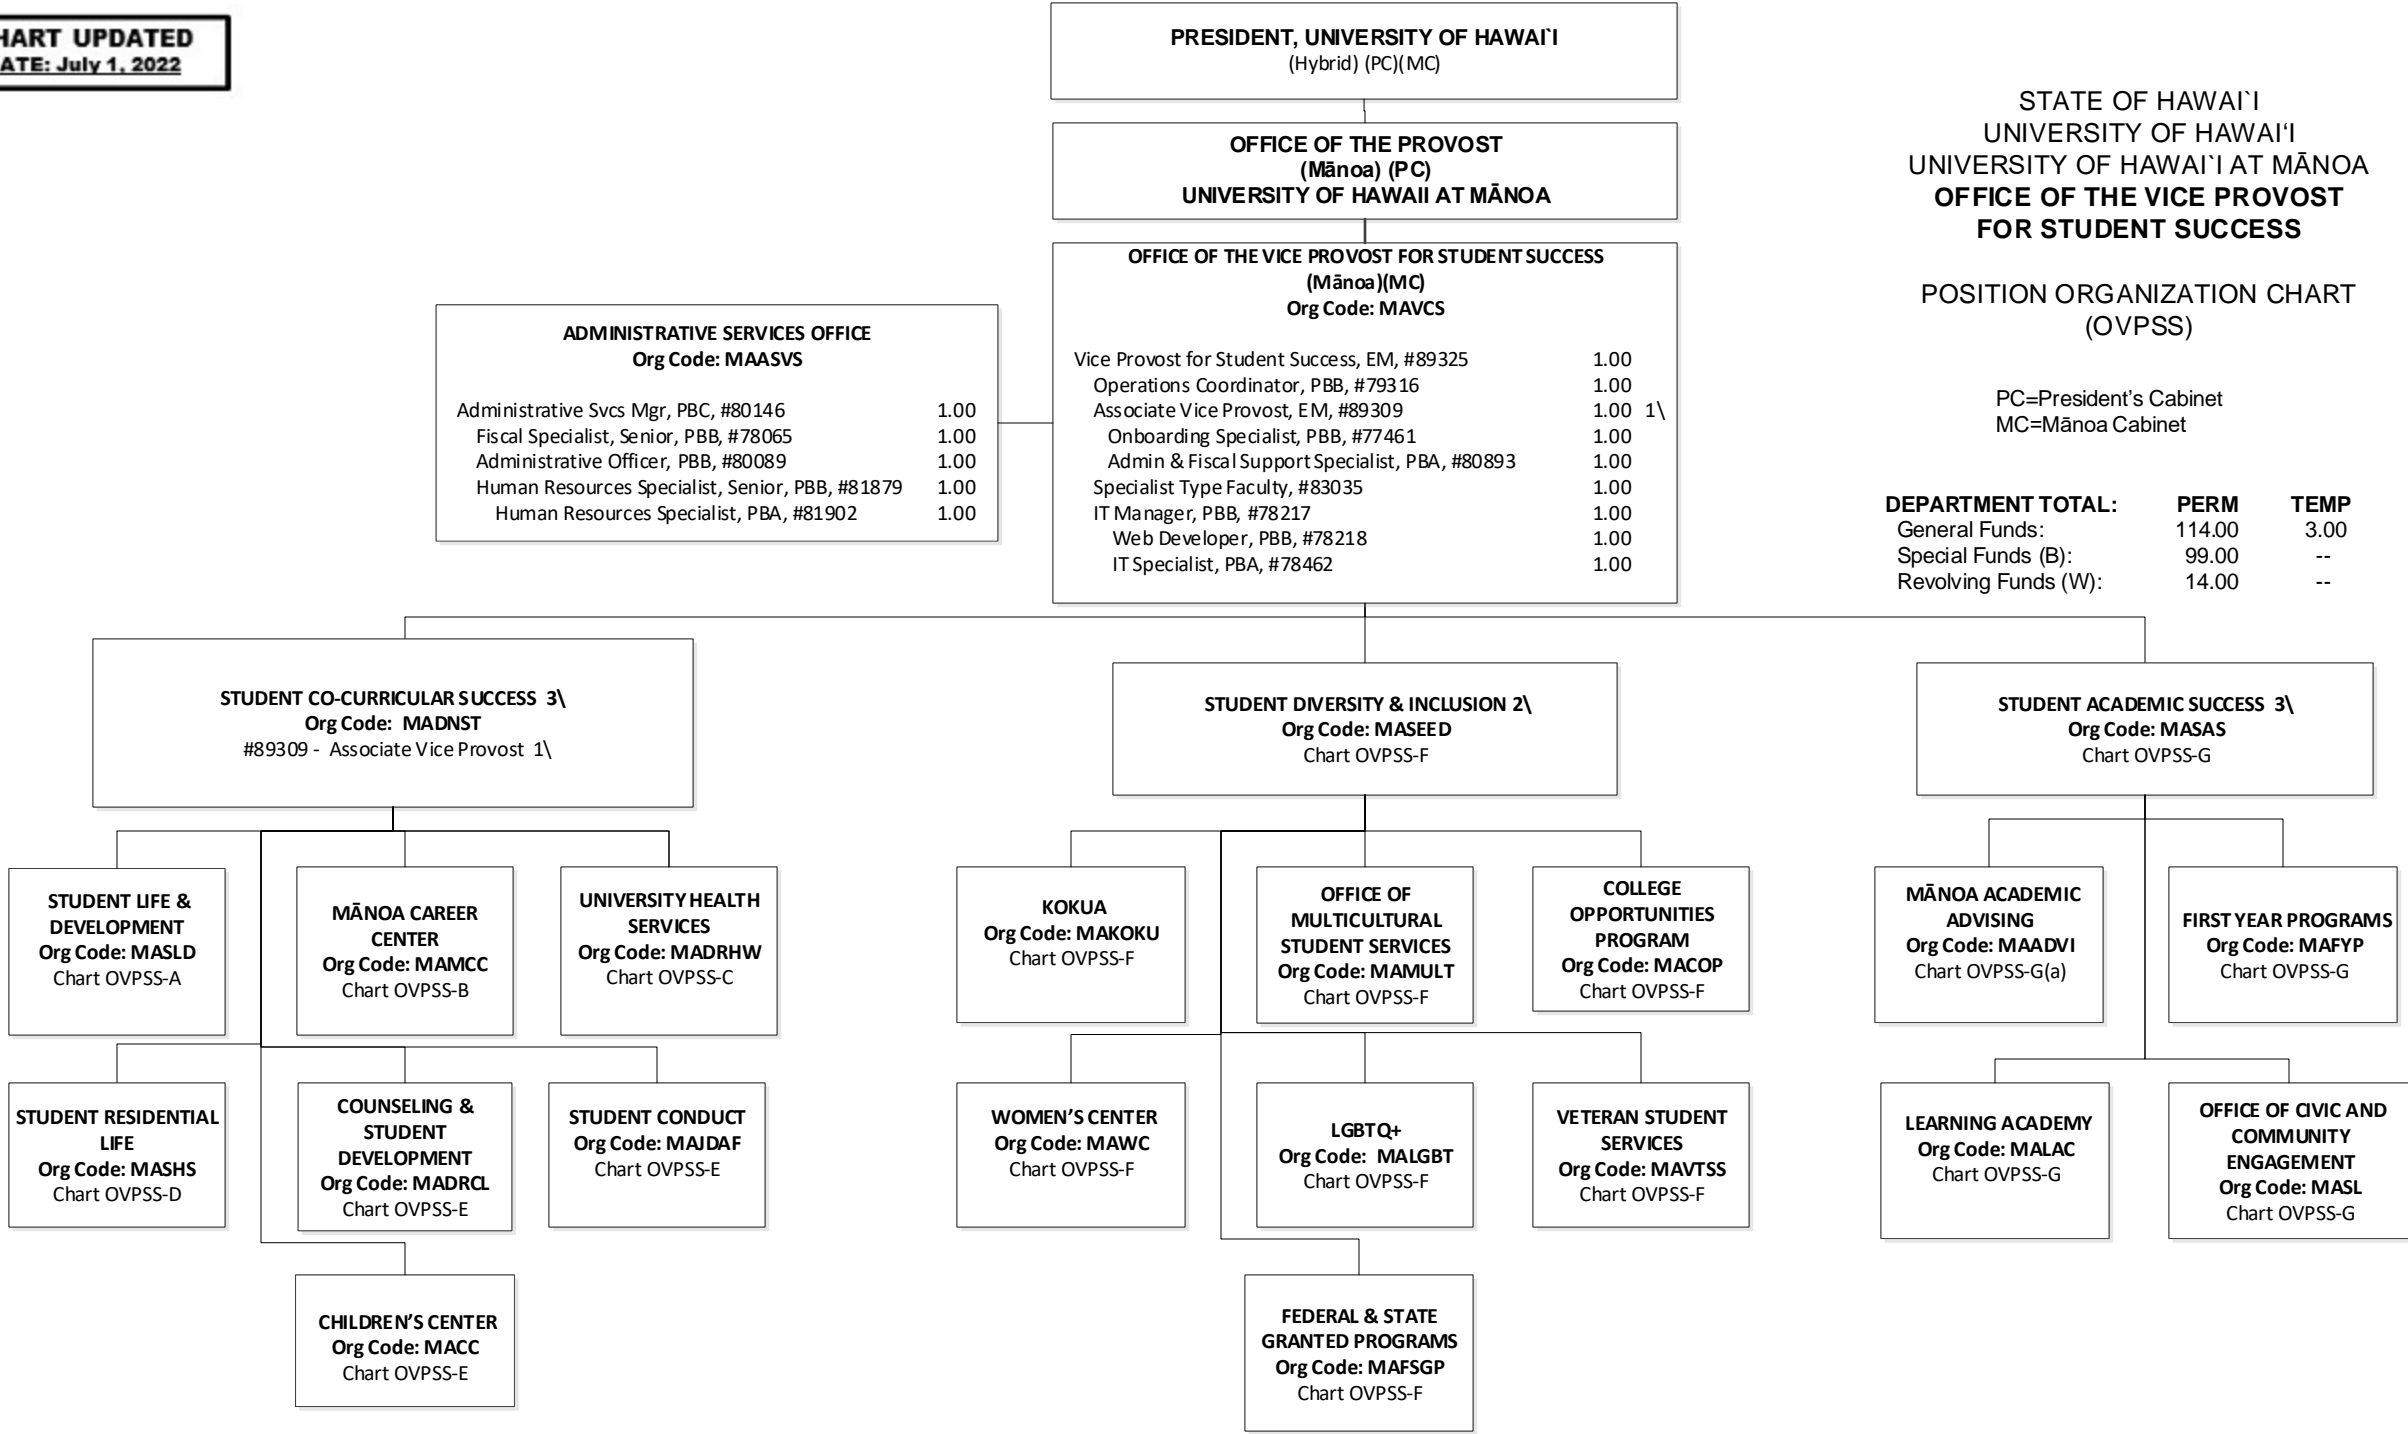 HART UPDATED
ATE: July 1, 2022
PRESIDENT, UNIVERSITY OF HAWAI`I
(Hybrid) (PC)(MC)
OFFICE OF THE PROVOST
(Mānoa) (PC)
UNIVERSITY OF HAWAII AT MĀNOA
STATE OF HAWAI`I
UNIVERSITY OF HAWAI‘I
UNIVERSITY OF HAWAI`I AT MĀNOA
OFFICE OF THE VICE PROVOST
FOR STUDENT SUCCESS
POSITION ORGANIZATION CHART
(OVPSS)
PC=President’s Cabinet
MC=Mānoa Cabinet
DEPARTMENT TOTAL: PERM TEMP
General Funds: 114.00 3.00
Special Funds (B): 99.00 --
Revolving Funds (W): 14.00 --
OFFICE OF THE VICE PROVOST FOR STUDENT SUCCESS
(Mānoa)(MC)
Org Code: MAVCS
Vice Provost for Student Success, EM, #89325 1.00
Operations Coordinator, PBB, #79316 1.00
Associate Vice Provost, EM, #89309 1.00 1\
Onboarding Specialist, PBB, #77461 1.00
Admin & Fiscal Support Specialist, PBA, #80893 1.00
Specialist Type Faculty, #83035 1.00
IT Manager, PBB, #78217 1.00
Web Developer, PBB, #78218 1.00
IT Specialist, PBA, #78462 1.00
ADMINISTRATIVE SERVICES OFFICE
Org Code: MAASVS
Administrative Svcs Mgr, PBC, #80146 1.00
Fiscal Specialist, Senior, PBB, #78065 1.00
Administrative Officer, PBB, #80089 1.00
Human Resources Specialist, Senior, PBB, #81879 1.00
Human Resources Specialist, PBA, #81902 1.00
STUDENT CO-CURRICULAR SUCCESS 3\
Org Code: MADNST
#89309 - Associate Vice Provost 1\
STUDENT DIVERSITY & INCLUSION 2\
Org Code: MASEED
Chart OVPSS-F
STUDENT ACADEMIC SUCCESS 3\
Org Code: MASAS
Chart OVPSS-G
STUDENT LIFE &
DEVELOPMENT
Org Code: MASLD
Chart OVPSS-A
MĀNOA CAREER
CENTER
Org Code: MAMCC
Chart OVPSS-B
UNIVERSITY HEALTH
SERVICES
Org Code: MADRHW
Chart OVPSS-C
KOKUA
Org Code: MAKOKU
Chart OVPSS-F
OFFICE OF
MULTICULTURAL
STUDENT SERVICES
Org Code: MAMULT
Chart OVPSS-F
COLLEGE
OPPORTUNITIES
PROGRAM
Org Code: MACOP
Chart OVPSS-F
MĀNOA ACADEMIC
ADVISING
Org Code: MAADVI
Chart OVPSS-G(a)
FIRST YEAR PROGRAMS
Org Code: MAFYP
Chart OVPSS-G
STUDENT RESIDENTIAL
LIFE
Org Code: MASHS
Chart OVPSS-D
COUNSELING &
STUDENT
DEVELOPMENT
Org Code: MADRCL
Chart OVPSS-E
STUDENT CONDUCT
Org Code: MAJDAF
Chart OVPSS-E
WOMEN’S CENTER
Org Code: MAWC
Chart OVPSS-F
LGBTQ+
Org Code: MALGBT
Chart OVPSS-F
VETERAN STUDENT
SERVICES
Org Code: MAVTSS
Chart OVPSS-F
LEARNING ACADEMY
Org Code: MALAC
Chart OVPSS-G
OFFICE OF CIVIC AND
COMMUNITY
ENGAGEMENT
Org Code: MASL
Chart OVPSS-G
CHILDREN’S CENTER
Org Code: MACC
Chart OVPSS-E
FEDERAL & STATE
GRANTED PROGRAMS
Org Code: MAFSGP
Chart OVPSS-F